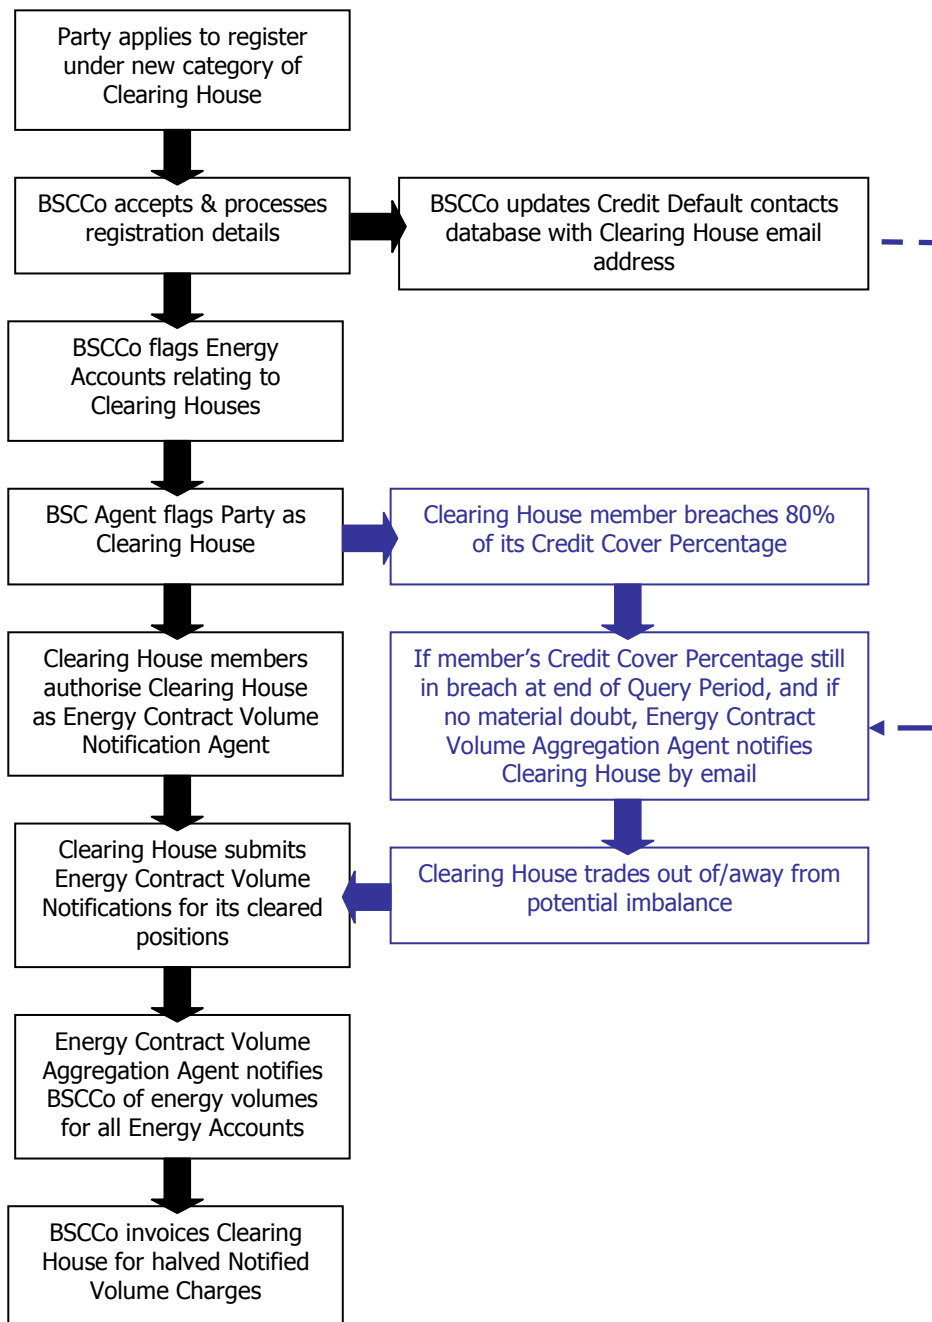 Party applies to register
under new category of
Clearing House
BSCCo accepts & processes
registration details
BSCCo updates Credit Default contacts
database with Clearing House email
address
BSCCo flags Energy
Accounts relating to
Clearing Houses
BSC Agent flags Party as
Clearing House
Clearing House member breaches 80%
of its Credit Cover Percentage
Clearing House members
authorise Clearing House
as Energy Contract Volume
Notification Agent
If member’s Credit Cover Percentage still
in breach at end of Query Period, and if
no material doubt, Energy Contract
Volume Aggregation Agent notifies
Clearing House by email
Clearing House submits
Energy Contract Volume
Notifications for its cleared
positions
Clearing House trades out of/away from
potential imbalance
Energy Contract Volume
Aggregation Agent notifies
BSCCo of energy volumes
for all Energy Accounts
BSCCo invoices Clearing
House for halved Notified
Volume Charges